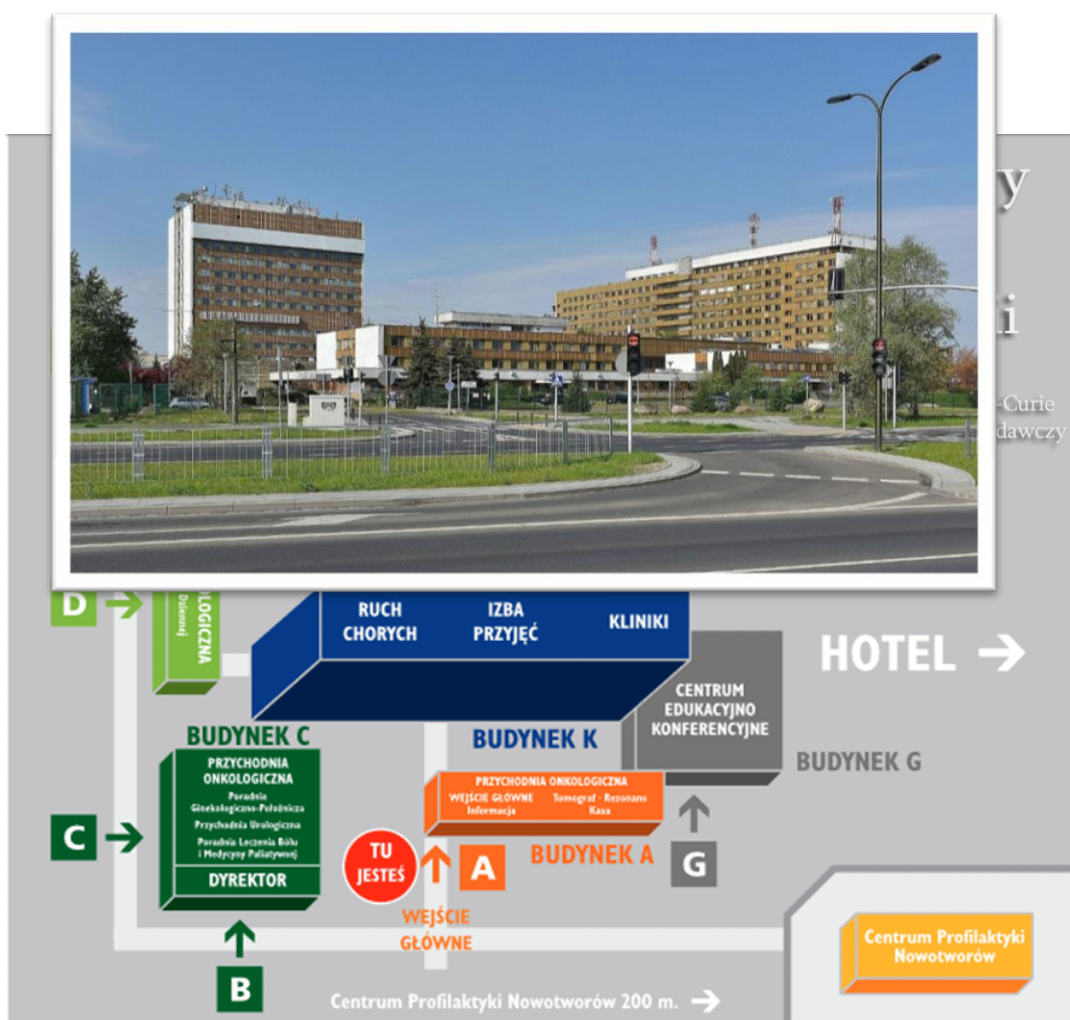 y
i
-Curie
dawczy
D
OLOGICZNA
Dziennej
RUCH
CHORYCH
IZBA
PRZYJĘĆ
KLINIKI
HOTEL
CENTRUM
EDUKACYJNO
KONFERENCYJNE
BUDYNEK C
BUDYNEK K
BUDYNEK G
PRZYCHODNIA
ONKOLOGICZNA
Poradnia
Ginekologiczno-Położnicza
Przychodnia Urologiczna
Poradnia Leczenia Bólu
i Medycyny Paliatywnej
DYREKTOR
PRZYCHODNIA ONKOLOGICZNA
WEJŚCIE GŁÓWNE
Informacja
Tomograf - Rezonans
Kasa
C
TU
JESTEŚ
A
BUDYNEK A
G
WEJŚCIE
GŁÓWNE
B
Centrum Profilaktyki
Nowotworów
Centrum Profilaktyki Nowotworów 200 m.